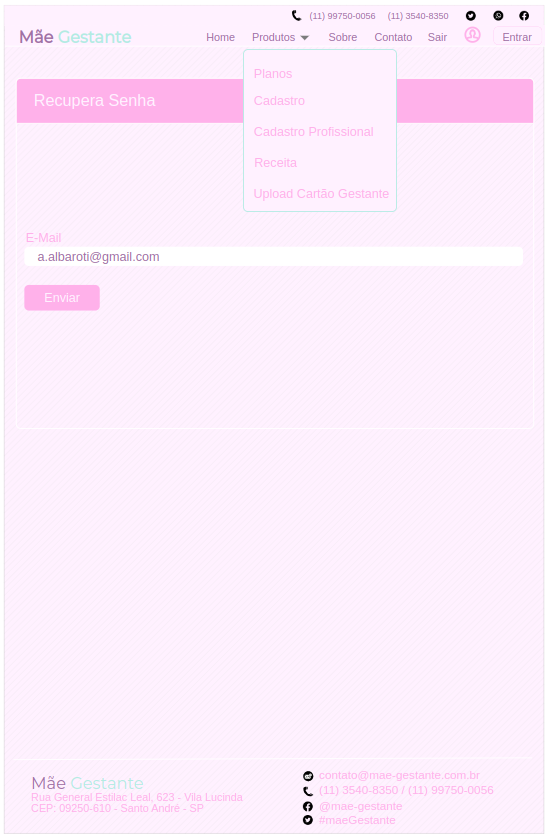 (11) 99750-0056 (11) 3540-8350
Mãe Gestante
Home Produtos Sobre Contato Sair Entrar
Planos
Recupera Senha
Cadastro
Cadastro Profissional
Receita
Upload Cartão Gestante
E-Mail
a.albaroti@gmail.com
Enviar
Mãe Gestante
Rua General Estilac Leal, 623 - Vila Lucinda
CEP: 09250-610 - Santo André - SP
contato@mae-gestante.com.br
(11) 3540-8350 / (11) 99750-0056
@mae-gestante
#maeGestante